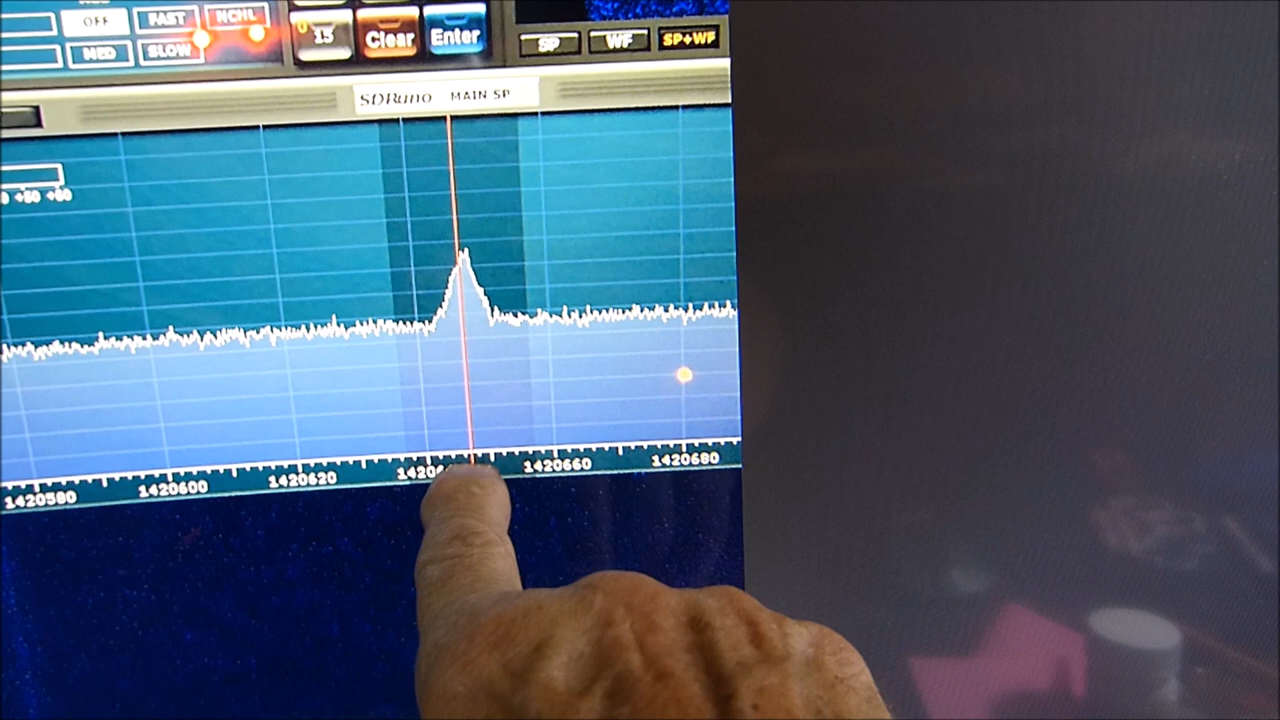 OFF FAST NCHL
MED SLOW
15 Clear Enter
SP WF SP+WF
SDRuno MAIN SP
+60
1420580 1420600 1420620 1420660 1420680